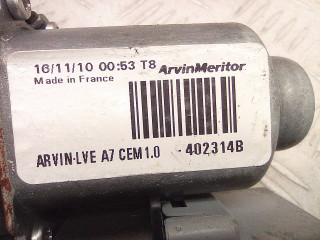 16/11/10 00:53 T8 ArvinMeritor
Made in France
ARVIN-LVE A7 CEM1.0 -402314B